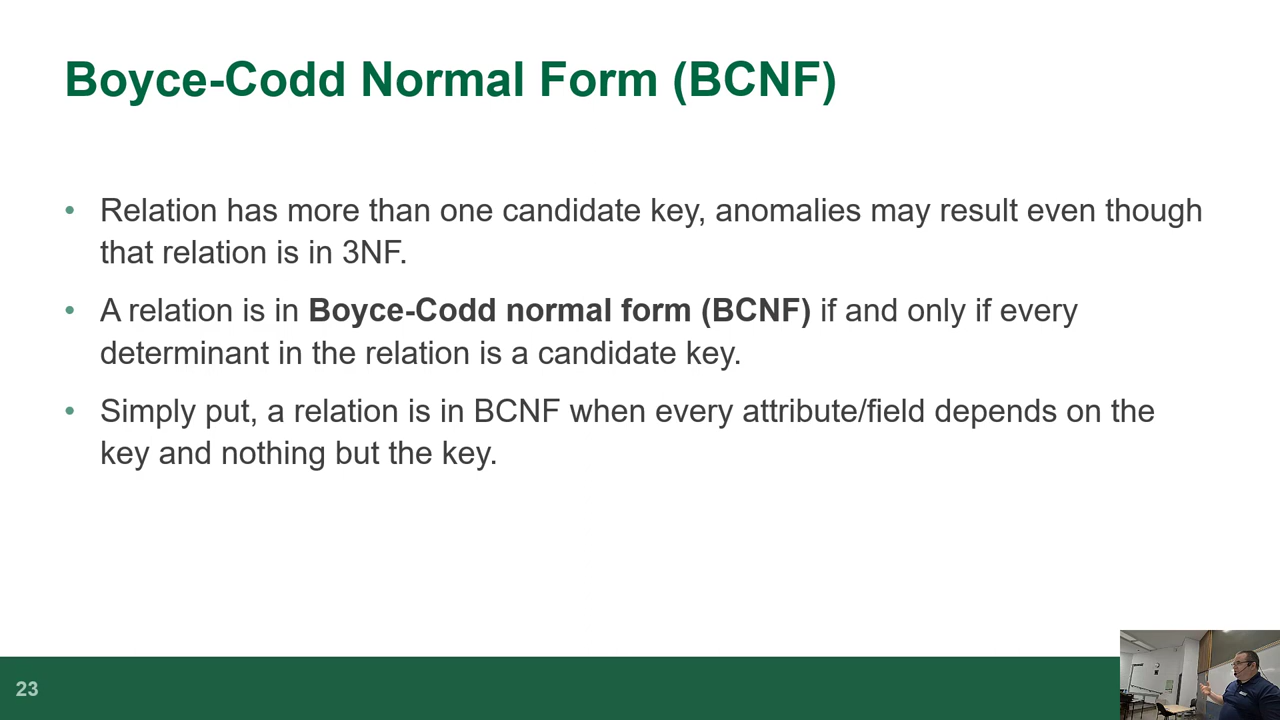 Boyce-Codd Normal Form (BCNF)
• Relation has more than one candidate key, anomalies may result even though
that relation is in 3NF.
• A relation is in Boyce-Codd normal form (BCNF) if and only if every
determinant in the relation is a candidate key.
• Simply put, a relation is in BCNF when every attribute/field depends on the
key and nothing but the key.
23